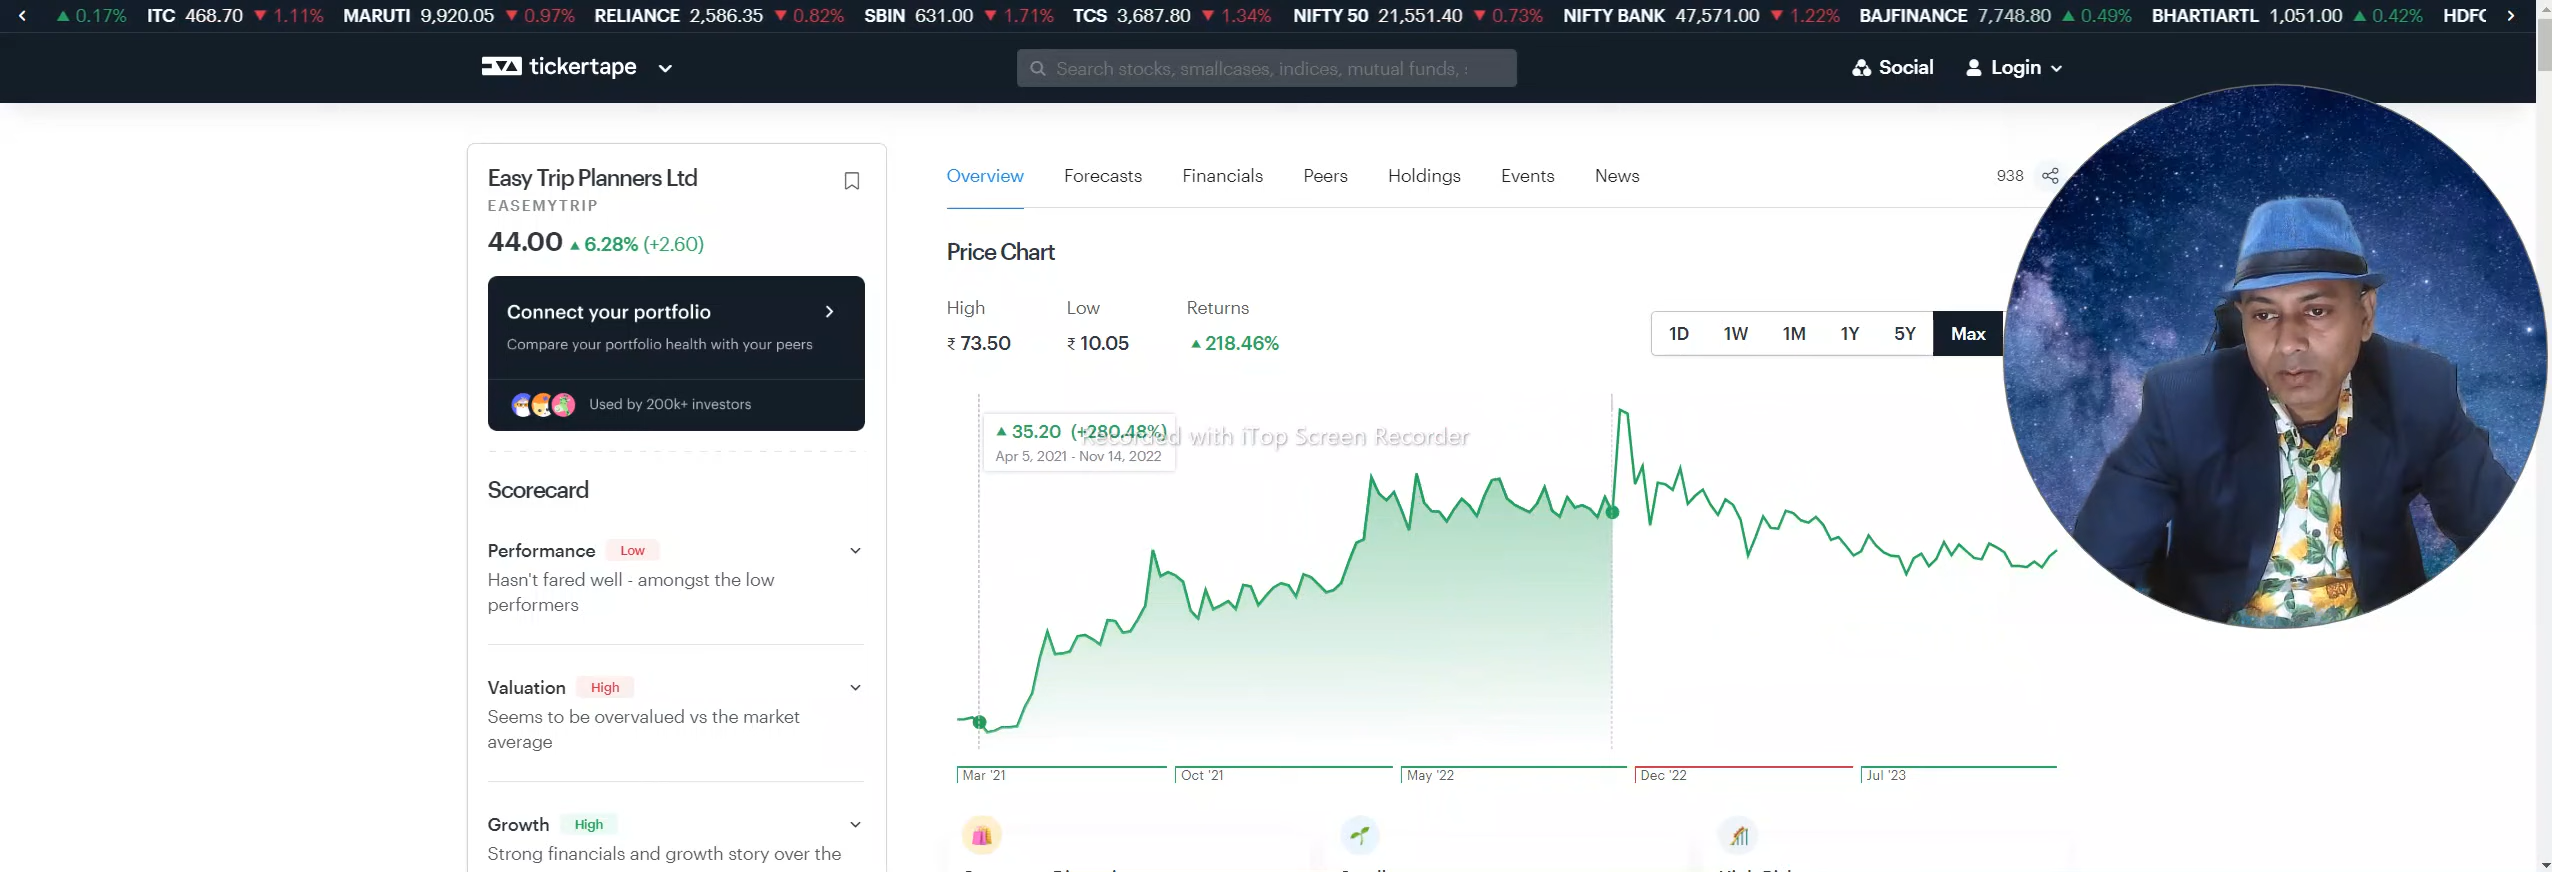 0.17% ITC 468.70 1.11% MARUTI 9,920.05 0.97% RELIANCE 2,586.35 0.82% SBIN 631.00 1.71% TCS 3,687.80 1.34% NIFTY 50 21,551.40 0.73% NIFTY BANK 47,571.00 1.22% BAJFINANCE 7,748.80 0.49% BHARTIARTL 1,051.00 0.42% HDFC
tickertape
Search stocks, smallcases, indices, mutual funds, :
Social Login
Easy Trip Planners Ltd
EASEMYTRIP
44.00 6.28% (+2.60)
Connect your portfolio
Compare your portfolio health with your peers
Used by 200k+ investors
Scorecard
Performance Low
Hasn't fared well - amongst the low
performers
Valuation High
Seems to be overvalued vs the market
average
Growth High
Strong financials and growth story over the
Overview Forecasts Financials Peers Holdings Events News 938
Price Chart
High Low Returns
₹ 73.50 ₹ 10.05 218.46%
1D 1W 1M 1Y 5Y Max
35.20 (+280.48%)
Recorded with iTop Screen Recorder
Apr 5, 2021 - Nov 14, 2022
Mar '21 Oct '21 May '22 Dec '22 Jul '23